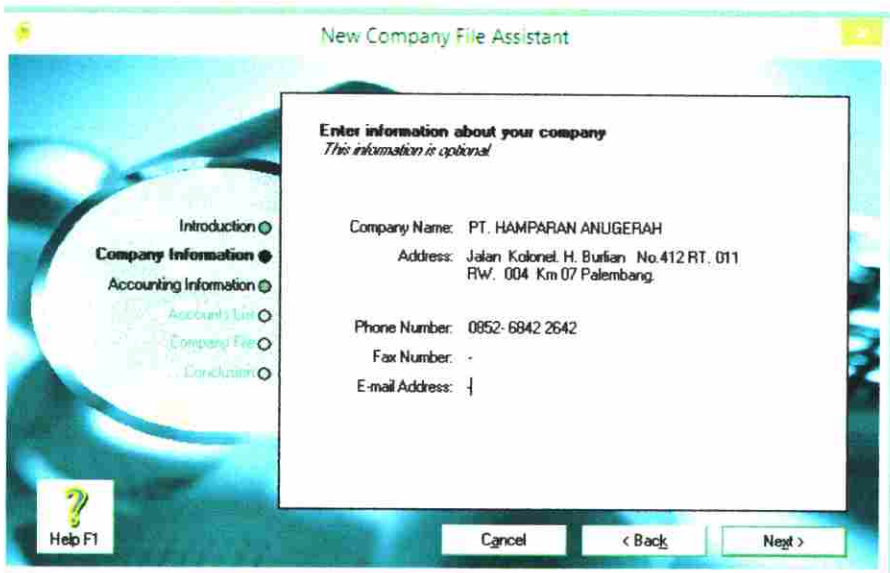 New Company File Assistant
Enter information about your company
This information is optional.
Introduction
Company Information
Accounting Information
Accounts List
Company File
Conclusion
Company Name: PT. HAMPARAN ANUGERAH
Address: Jalan Kolonel. H. Burlian No.412 RT. 011
RW. 004 Km 07 Palembang.
Phone Number: 0852- 6842 2642
Fax Number: -
E-mail Address: -
?
Help F1
Cancel
< Back
Next >